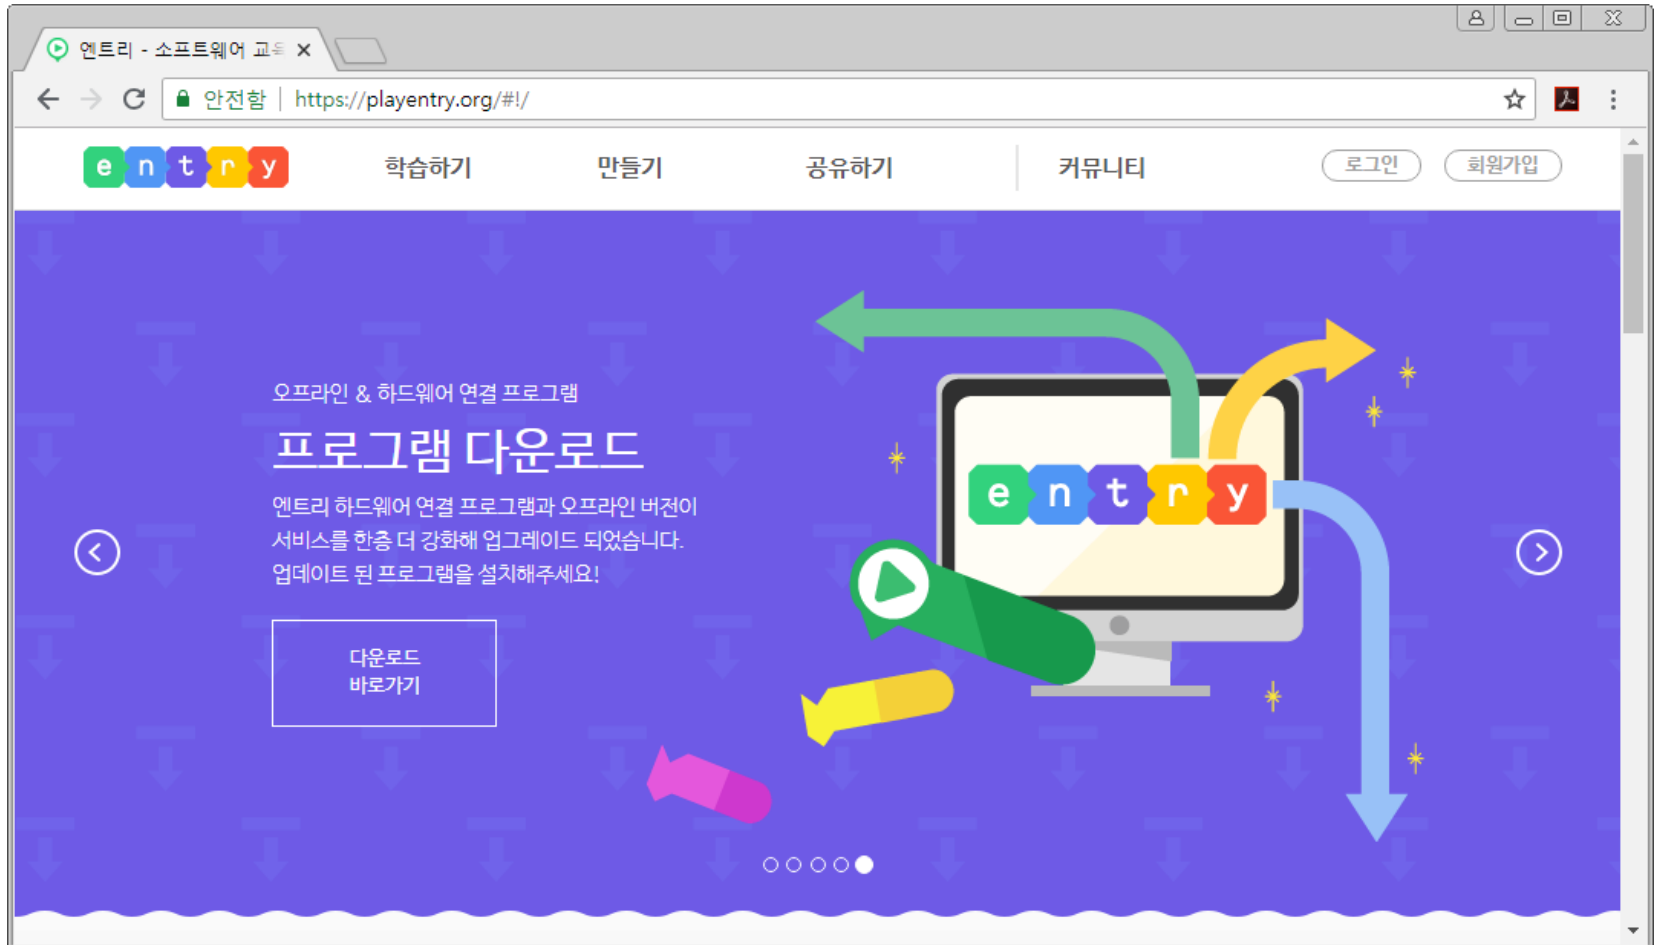 엔트리 - 소프트웨어 교육
안전함 https://playentry.org/#!/
entry 학습하기 만들기 공유하기 커뮤니티 로그인 회원가입
오프라인 & 하드웨어 연결 프로그램
프로그램 다운로드
엔트리 하드웨어 연결 프로그램과 오프라인 버전이
서비스를 한층 더 강화해 업그레이드 되었습니다.
업데이트 된 프로그램을 설치해주세요!
다운로드
바로가기
entry